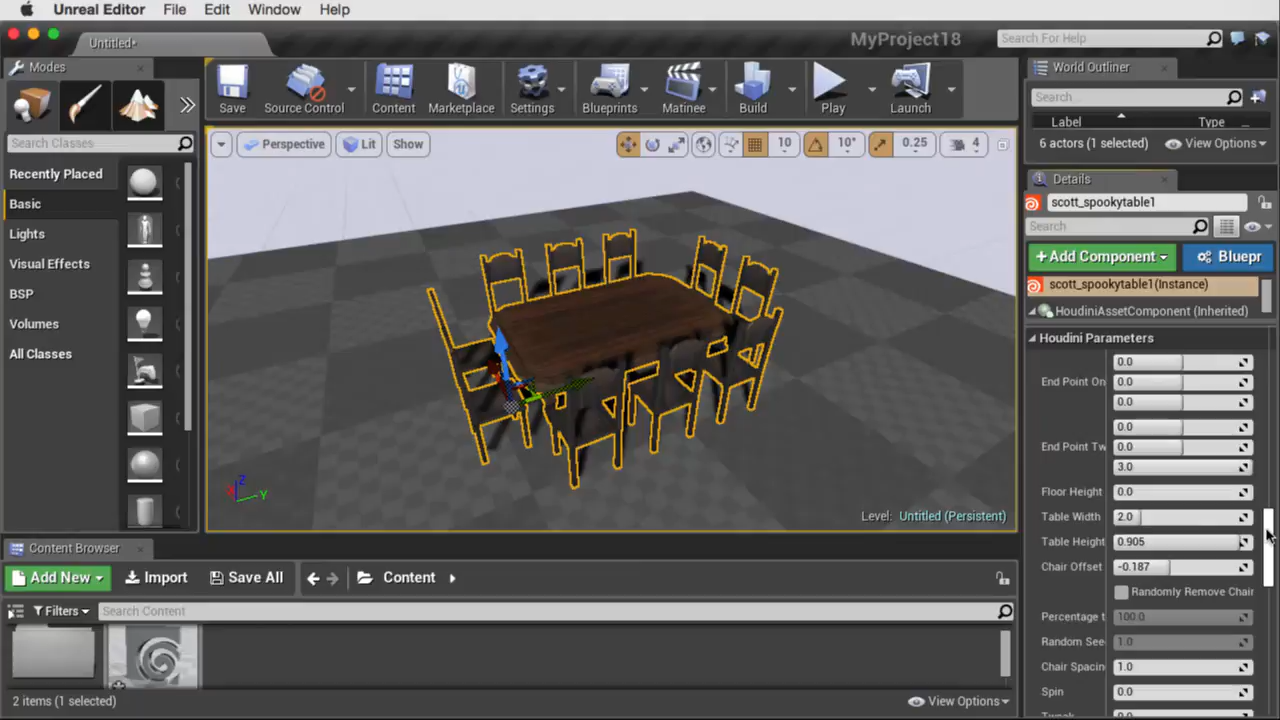 Unreal Editor File Edit Window Help
Untitled*
MyProject18
Search For Help
Modes
Search Classes
Recently Placed
Basic
Lights
Visual Effects
BSP
Volumes
All Classes
Save
Source Control
Content
Marketplace
Settings
Blueprints
Matinee
Build
Play
Launch
Perspective
Lit
Show
10
10°
0.25
4
Level: Untitled (Persistent)
World Outliner
Search...
Label
Type
6 actors (1 selected)
View Options
Details
scott_spookytable1
Search
+Add Component
Bluepr
scott_spookytable1(Instance)
HoudiniAssetComponent (Inherited)
Houdini Parameters
0.0
End Point On 0.0
0.0
0.0
End Point Tw 0.0
3.0
Floor Height 0.0
Table Width 2.0
Table Height 0.905
Chair Offset -0.187
Randomly Remove Chair
Percentage t 100.0
Random See 1.0
Chair Spacin 1.0
Spin 0.0
Content Browser
Add New
Import
Save All
Content
Filters
Search Content
2 items (1 selected)
View Options
X
Y
Z